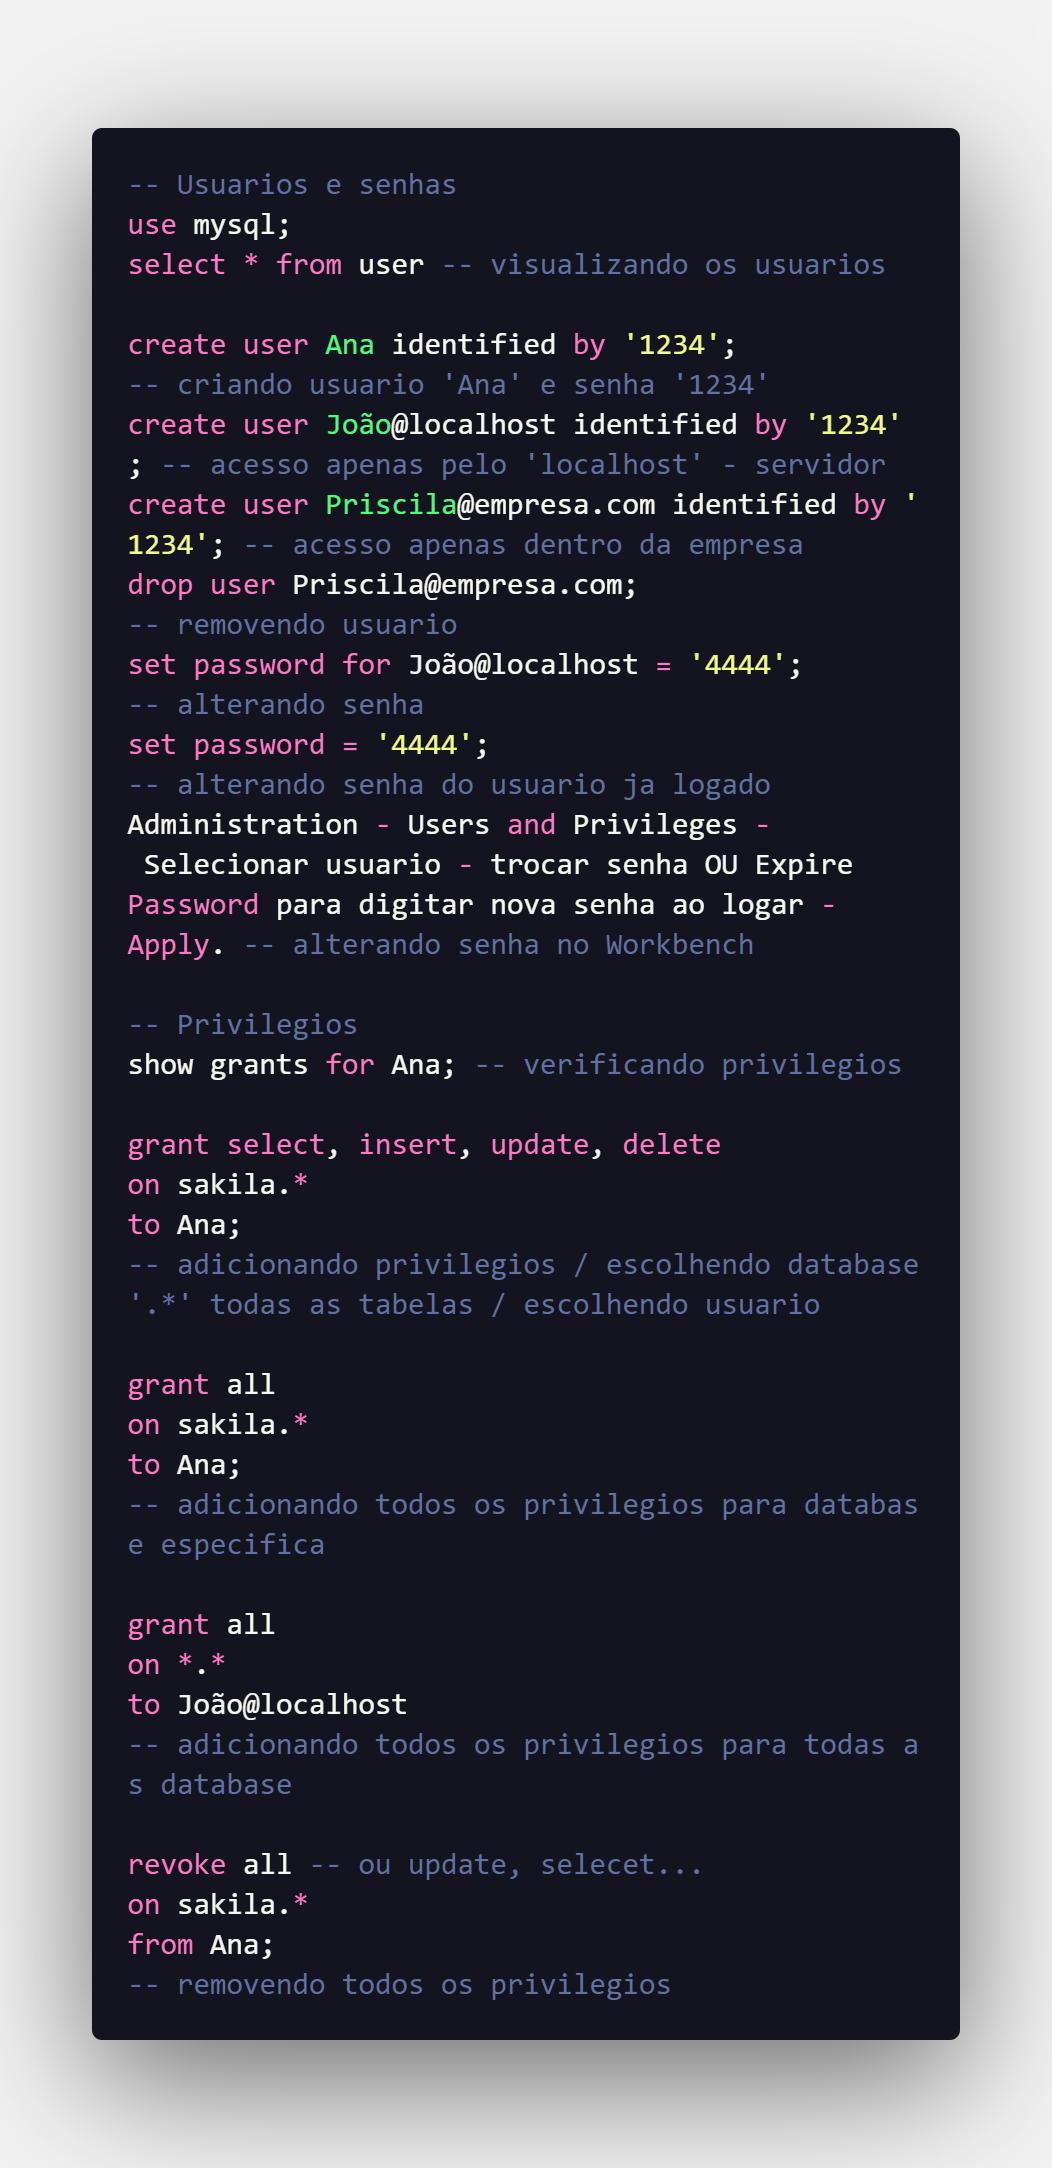 -- Usuarios e senhas
use mysql;
select * from user -- visualizando os usuarios
create user Ana identified by '1234';
-- criando usuario 'Ana' e senha '1234'
create user João@localhost identified by '1234'
; -- acesso apenas pelo 'localhost' - servidor
create user Priscila@empresa.com identified by '
1234'; -- acesso apenas dentro da empresa
drop user Priscila@empresa.com;
-- removendo usuario
set password for João@localhost = '4444';
-- alterando senha
set password = '4444';
-- alterando senha do usuario ja logado
Administration - Users and Privileges -
Selecionar usuario - trocar senha OU Expire
Password para digitar nova senha ao logar -
Apply. -- alterando senha no Workbench
-- Privilegios
show grants for Ana; -- verificando privilegios
grant select, insert, update, delete
on sakila.*
to Ana;
-- adicionando privilegios / escolhendo database
'.*' todas as tabelas / escolhendo usuario
grant all
on sakila.*
to Ana;
-- adicionando todos os privilegios para databas
e especifica
grant all
on *.*
to João@localhost
-- adicionando todos os privilegios para todas a
s database
revoke all -- ou update, selecet...
on sakila.*
from Ana;
-- removendo todos os privilegios